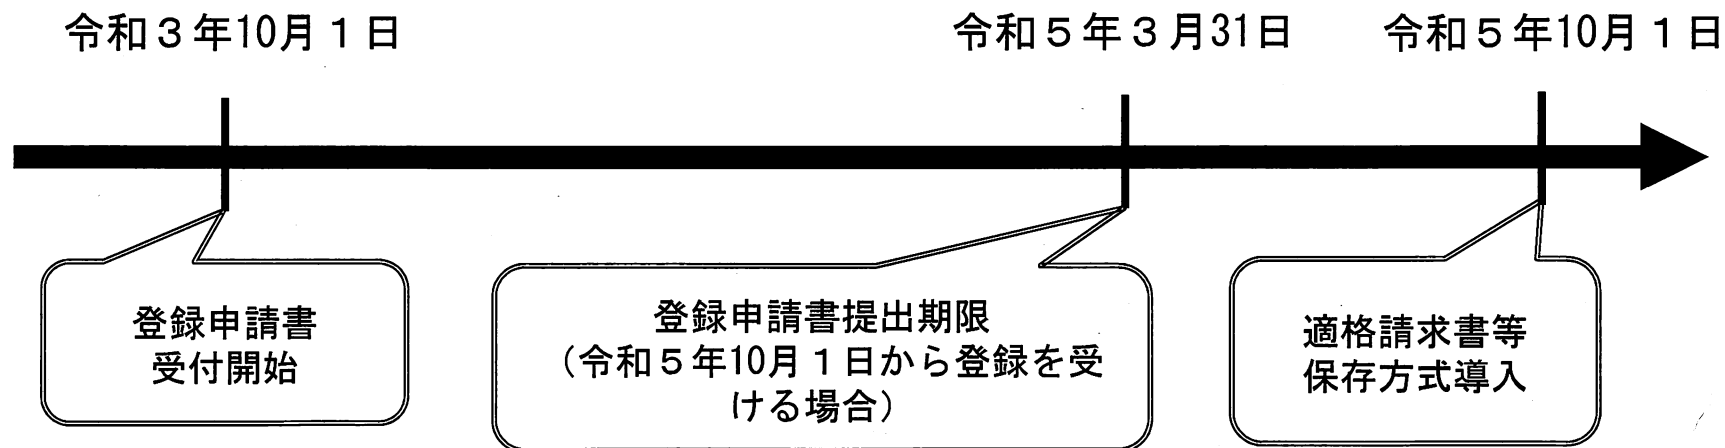 令和３年10月１日
令和５年３月31日
令和５年10月１日
登録申請書
受付開始
登録申請書提出期限
（令和５年10月１日から登録を受
ける場合）
適格請求書等
保存方式導入